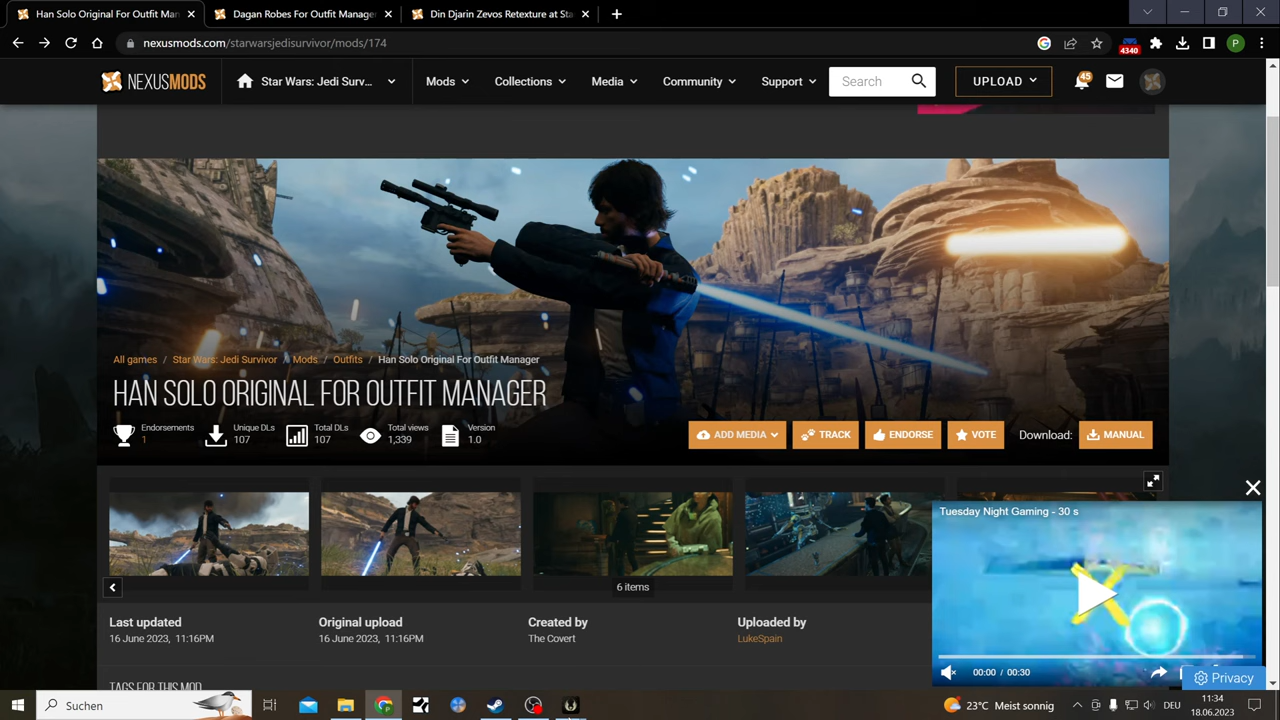 Han Solo Original For Outfit Man
Dagan Robes For Outfit Manager
Din Djarin Zevos Retexture at Sta
nexusmods.com/starwarsjedisurvivor/mods/174
4340
P
NEXUSMODS
Star Wars: Jedi Surv...
Mods
Collections
Media
Community
Support
Search
UPLOAD
45
All games / Star Wars: Jedi Survivor / Mods / Outfits / Han Solo Original For Outfit Manager
HAN SOLO ORIGINAL FOR OUTFIT MANAGER
Endorsements
1
Unique DLs
107
Total DLs
107
Total views
1,339
Version
1.0
ADD MEDIA
TRACK
ENDORSE
VOTE
Download:
MANUAL
6 items
Tuesday Night Gaming - 30 s
00:00 / 00:30
Last updated
16 June 2023, 11:16PM
Original upload
16 June 2023, 11:16PM
Created by
The Covert
Uploaded by
LukeSpain
Privacy
TAGS FOR THIS MOD
Suchen
23°C Meist sonnig
DEU
11:34
18.06.2023